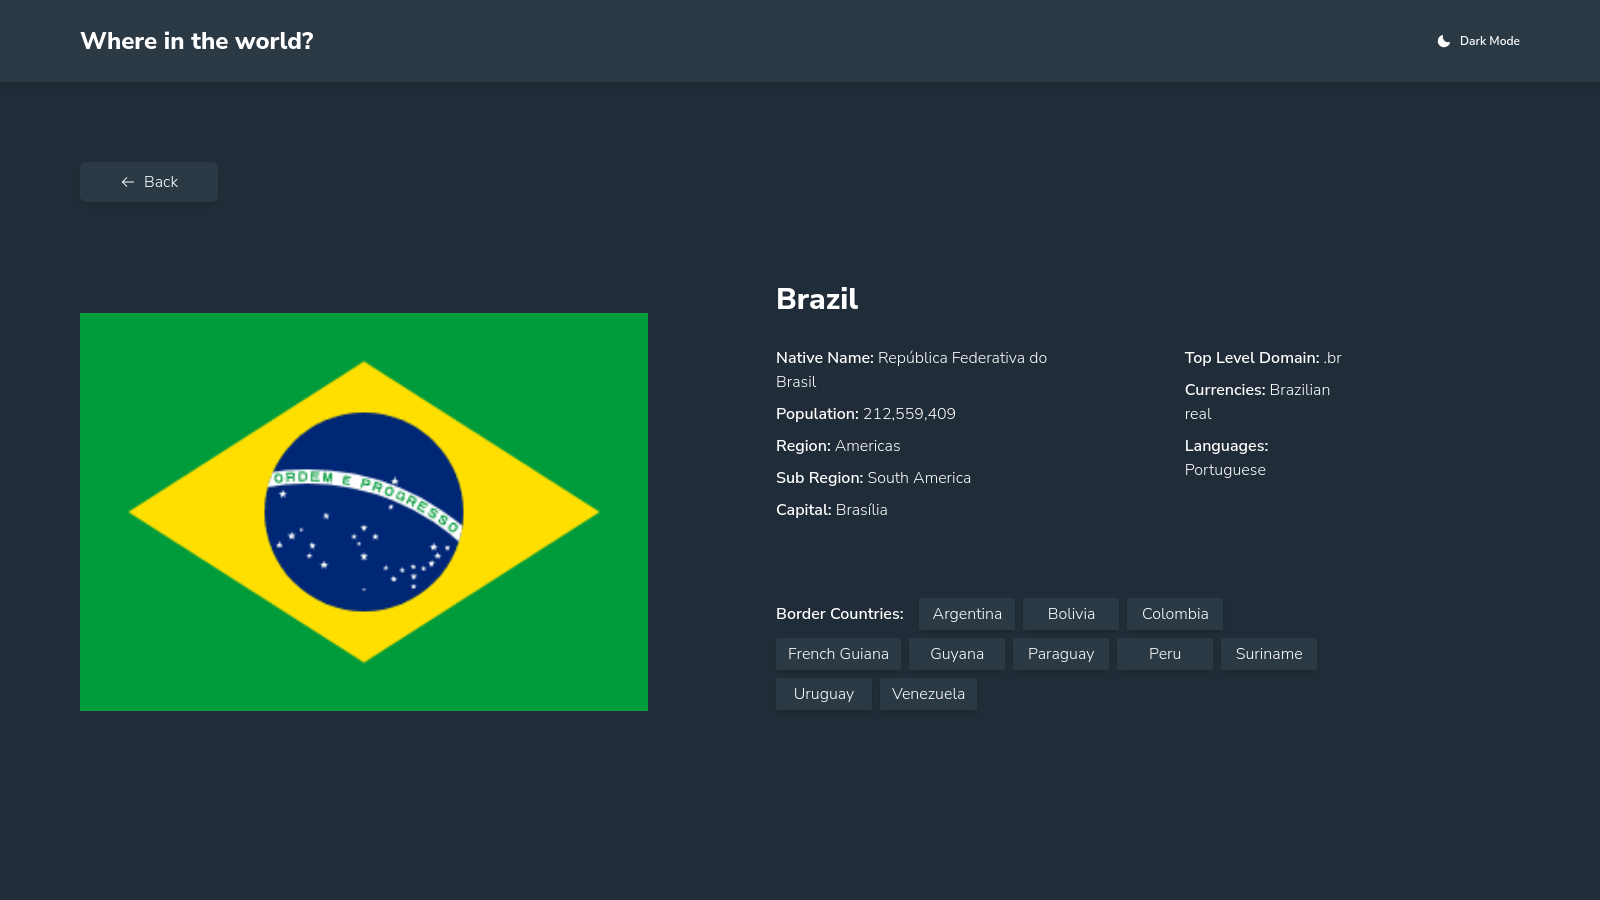 Where in the world?
Dark Mode
Back
ORDEM E PROGRESSO
Brazil
Native Name: República Federativa do
Brasil
Population: 212,559,409
Region: Americas
Sub Region: South America
Capital: Brasília
Top Level Domain: .br
Currencies: Brazilian
real
Languages:
Portuguese
Border Countries: Argentina Bolivia Colombia
French Guiana Guyana Paraguay Peru Suriname
Uruguay Venezuela